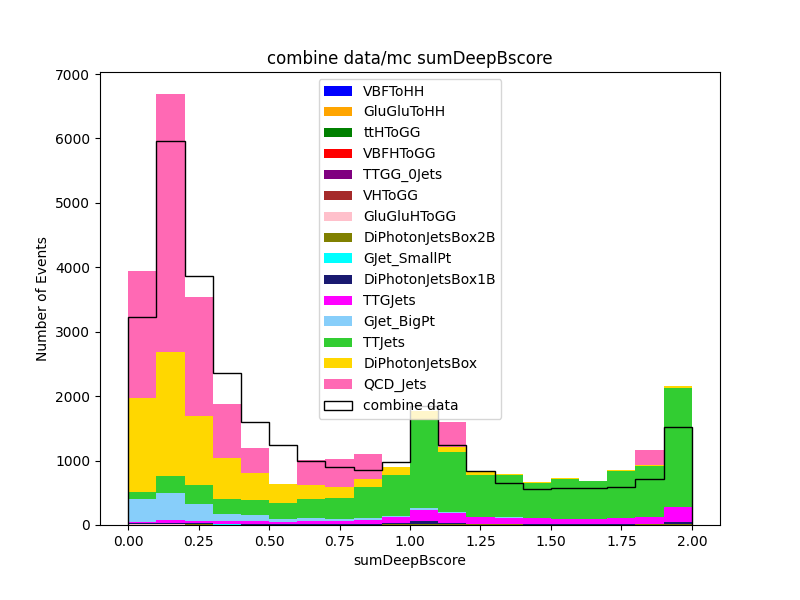 combine data/mc sumDeepBscore
Number of Events
7000
6000
5000
4000
3000
2000
1000
0
VBFToHH
GluGluToHH
ttHToGG
VBFHToGG
TTGG_0Jets
VHToGG
GluGluHToGG
DiPhotonJetsBox2B
GJet_SmallPt
DiPhotonJetsBox1B
TTGJets
GJet_BigPt
TTJets
DiPhotonJetsBox
QCD_Jets
combine data
0.00 0.25 0.50 0.75 1.00 1.25 1.50 1.75 2.00
sumDeepBscore